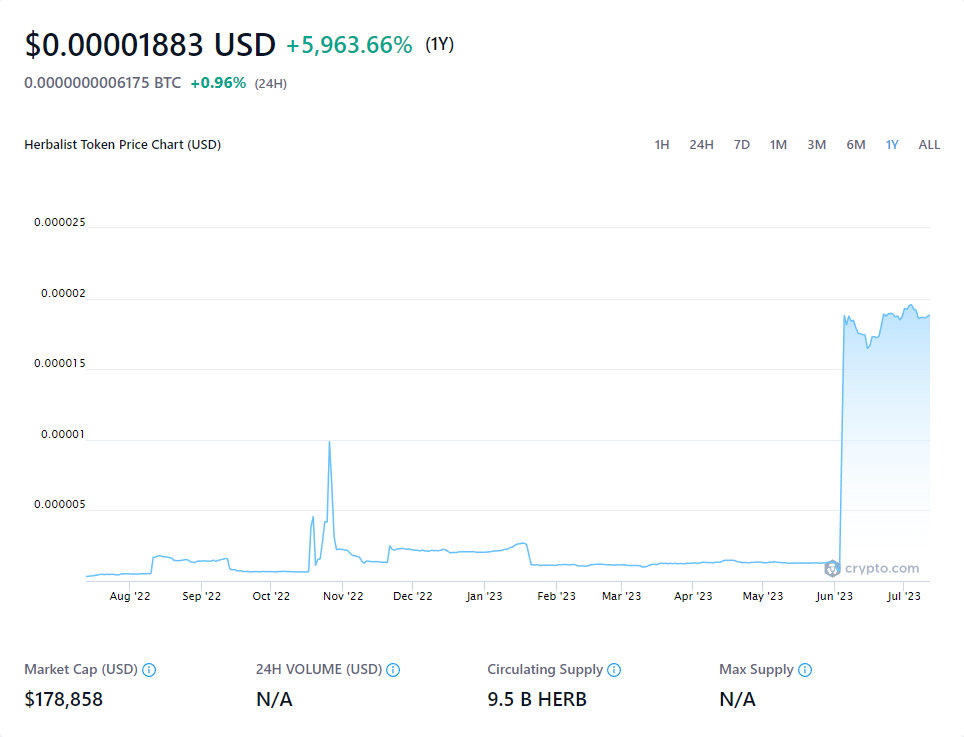 $0.00001883 USD +5,963.66% (1Y)
0.0000000006175 BTC +0.96% (24H)
Herbalist Token Price Chart (USD) 1H 24H 7D 1M 3M 6M 1Y ALL
0.000025
0.00002
0.000015
0.00001
0.000005
crypto.com
Aug '22 Sep '22 Oct '22 Nov '22 Dec '22 Jan '23 Feb '23 Mar '23 Apr '23 May '23 Jun '23 Jul '23
Market Cap (USD) 24H VOLUME (USD) Circulating Supply Max Supply
$178,858 N/A 9.5 B HERB N/A